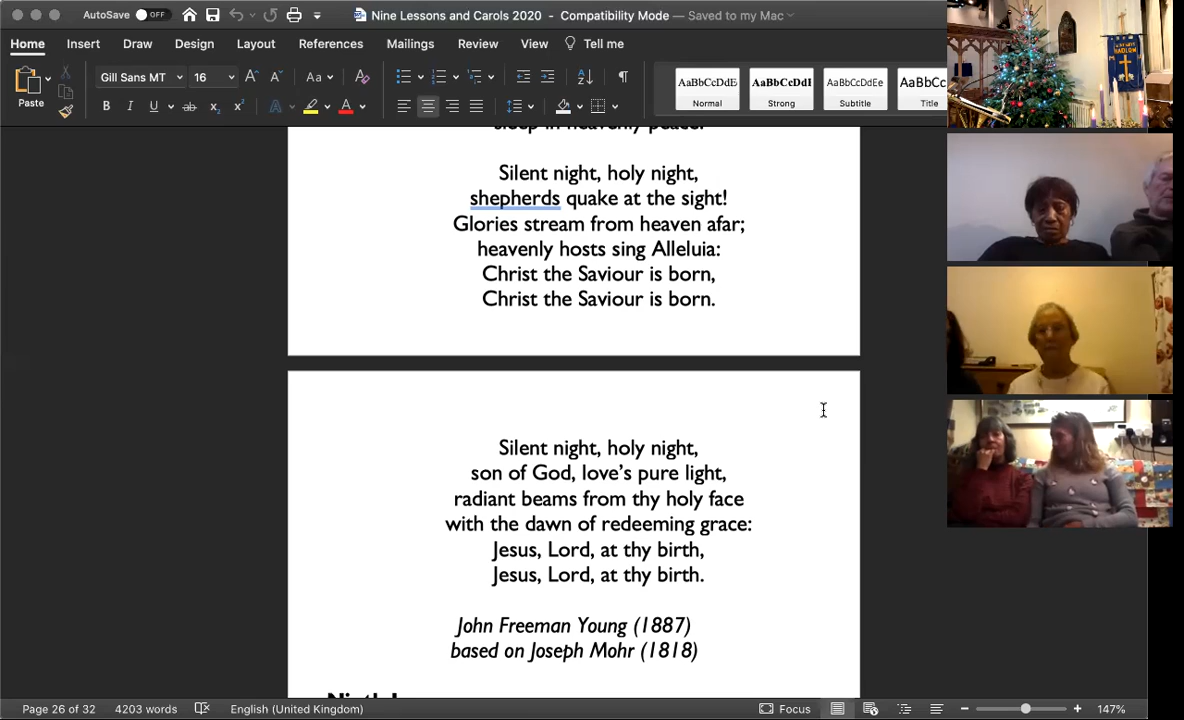 AutoSave OFF
Nine Lessons and Carols 2020 - Compatibility Mode — Saved to my Mac
Home Insert Draw Design Layout References Mailings Review View Tell me
Paste
Gill Sans MT 16
AaBbCcDdE AaBbCcDdI AaBbCcDdEe AaBbCc
Normal Strong Subtitle Title
sleep in heavenly peace.
Silent night, holy night,
shepherds quake at the sight!
Glories stream from heaven afar;
heavenly hosts sing Alleluia:
Christ the Saviour is born,
Christ the Saviour is born.
Silent night, holy night,
son of God, love's pure light,
radiant beams from thy holy face
with the dawn of redeeming grace:
Jesus, Lord, at thy birth,
Jesus, Lord, at thy birth.
John Freeman Young (1887)
based on Joseph Mohr (1818)
Page 26 of 32 4203 words English (United Kingdom) Focus 147%
HADLOW